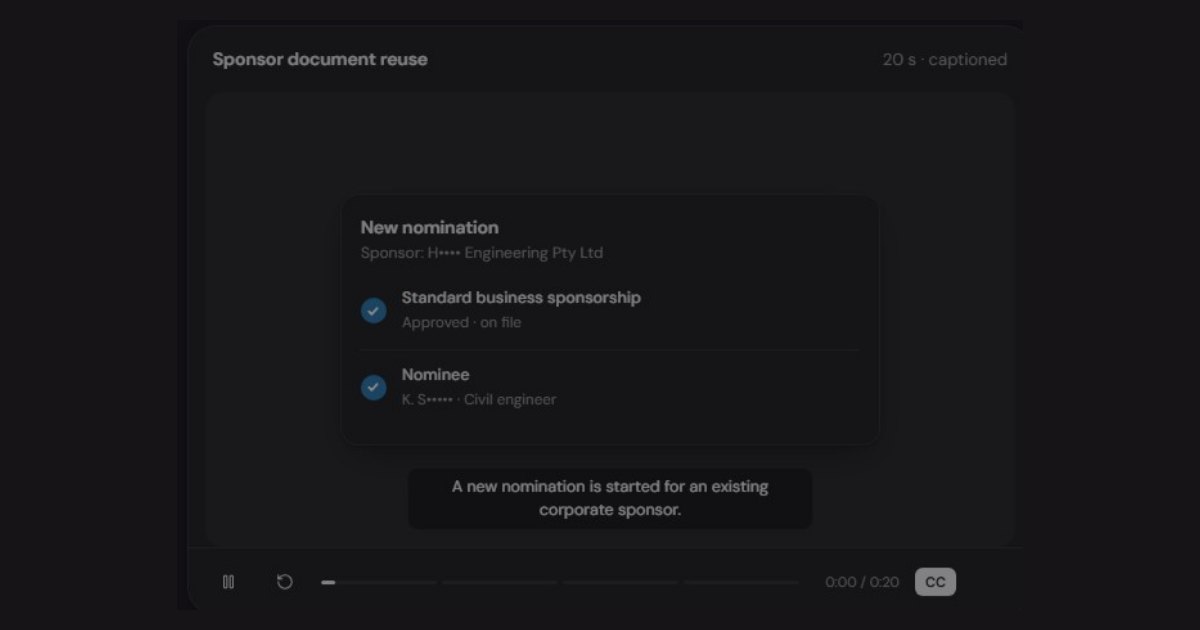 Sponsor document reuse
20 s · captioned
New nomination
Sponsor: H•••• Engineering Pty Ltd
Standard business sponsorship
Approved · on file
Nominee
K. S••••• · Civil engineer
A new nomination is started for an existing
corporate sponsor.
0:00 / 0:20
CC